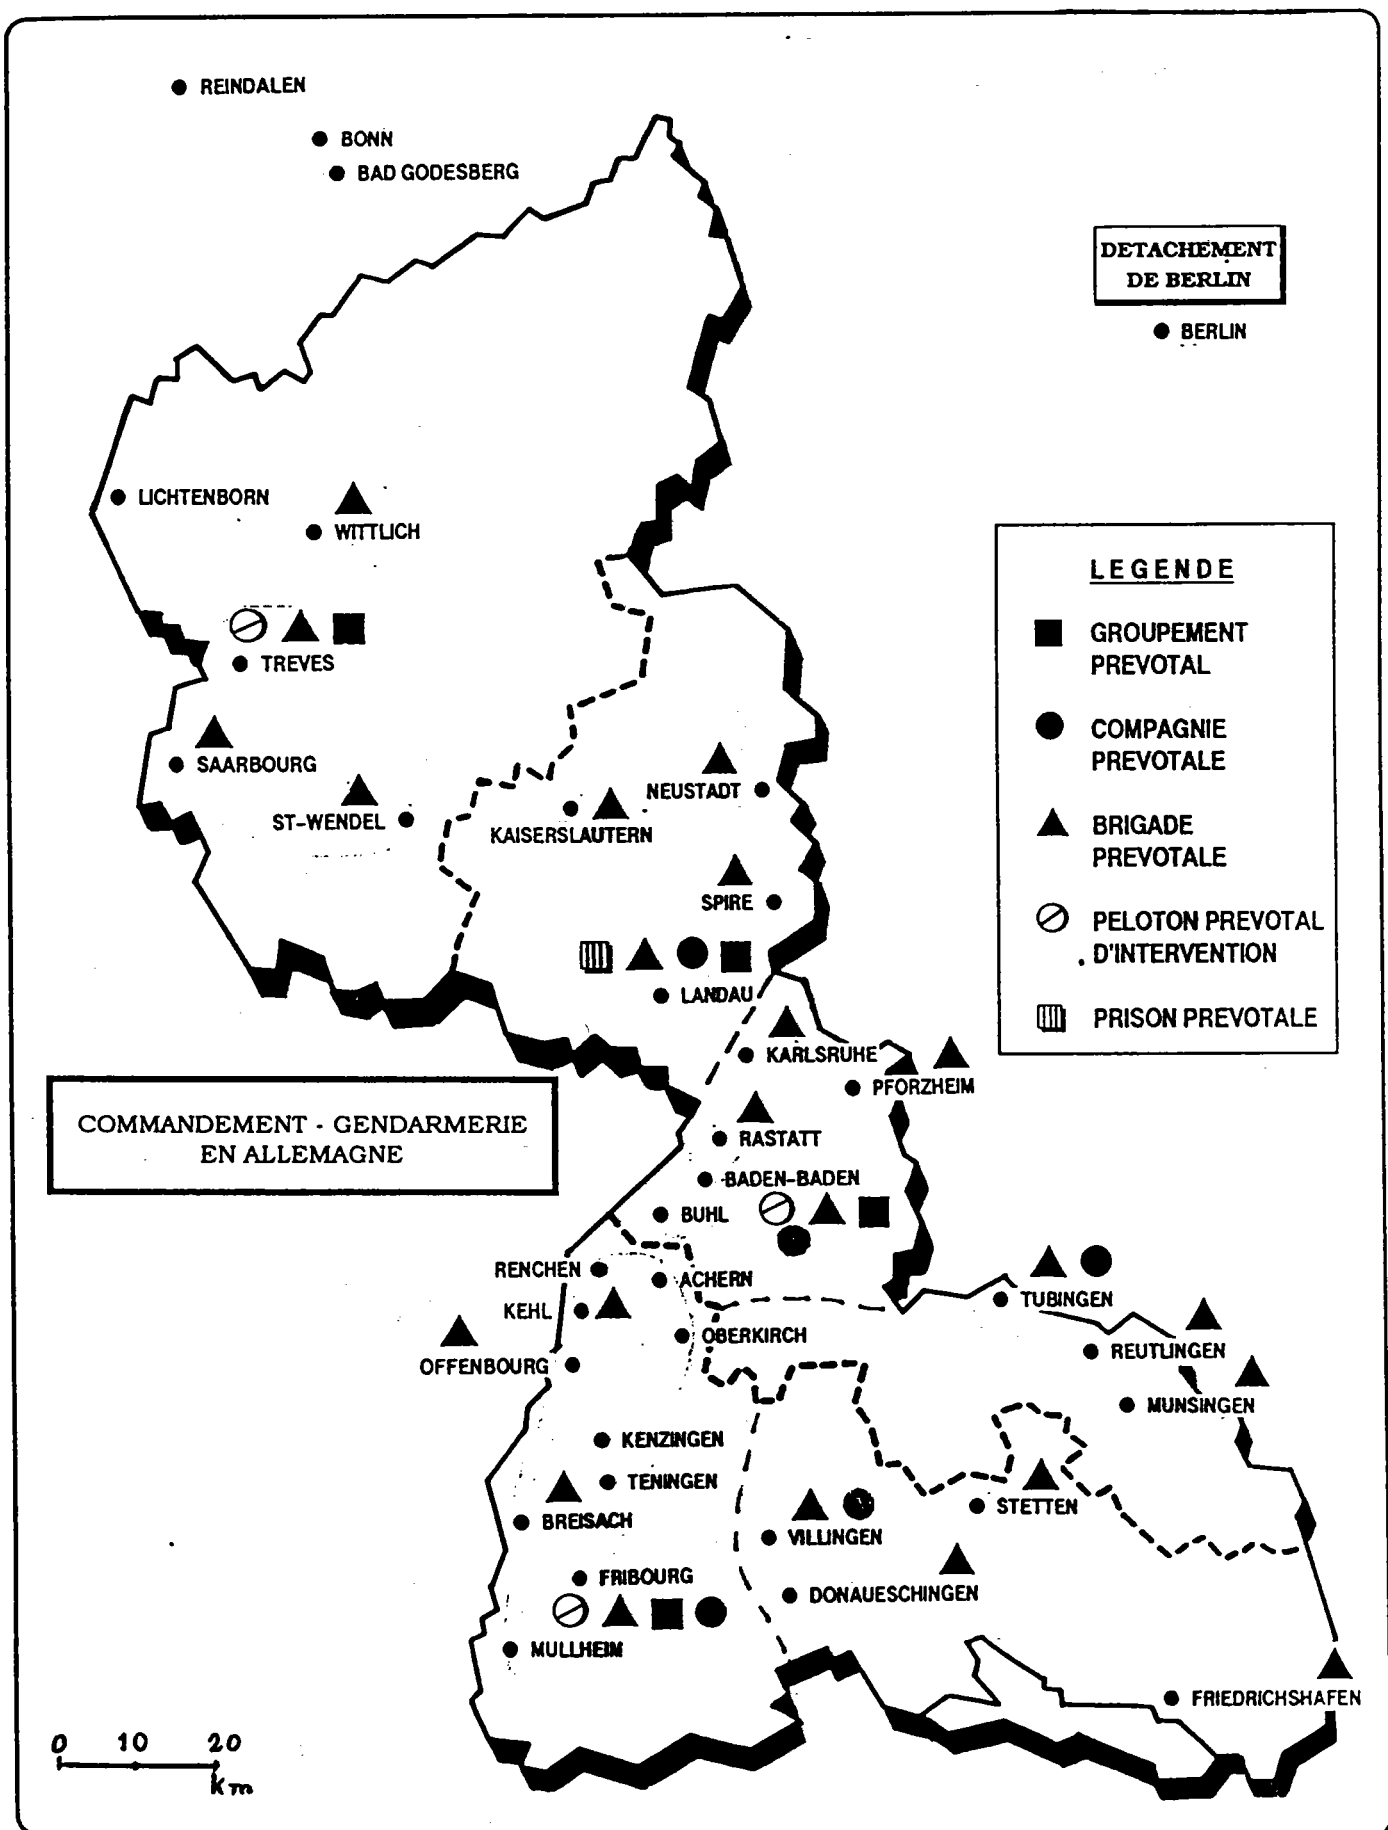 REINDALEN
BONN
BAD GODESBERG
DETACHEMENT
DE BERLIN
BERLIN
LICHTENBORN
WITTLICH
TREVES
SAARBOURG
ST-WENDEL
KAISERSLAUTERN
NEUSTADT
SPIRE
LANDAU
LEGENDE
GROUPEMENT
PREVOTAL
COMPAGNIE
PREVOTALE
BRIGADE
PREVOTALE
PELOTON PREVOTAL
D'INTERVENTION
PRISON PREVOTALE
COMMANDEMENT - GENDARMERIE
EN ALLEMAGNE
KARLSRUHE
PFORZHEIM
RASTATT
BADEN-BADEN
BUHL
RENCHEN
ACHERN
KEHL
OBERKIRCH
OFFENBOURG
TUBINGEN
REUTLINGEN
MUNSINGEN
KENZINGEN
TENINGEN
BREISACH
STETTEN
VILLINGEN
FRIBOURG
DONAUESCHINGEN
MULLHEIM
FRIEDRICHSHAFEN
0 10 20
Km